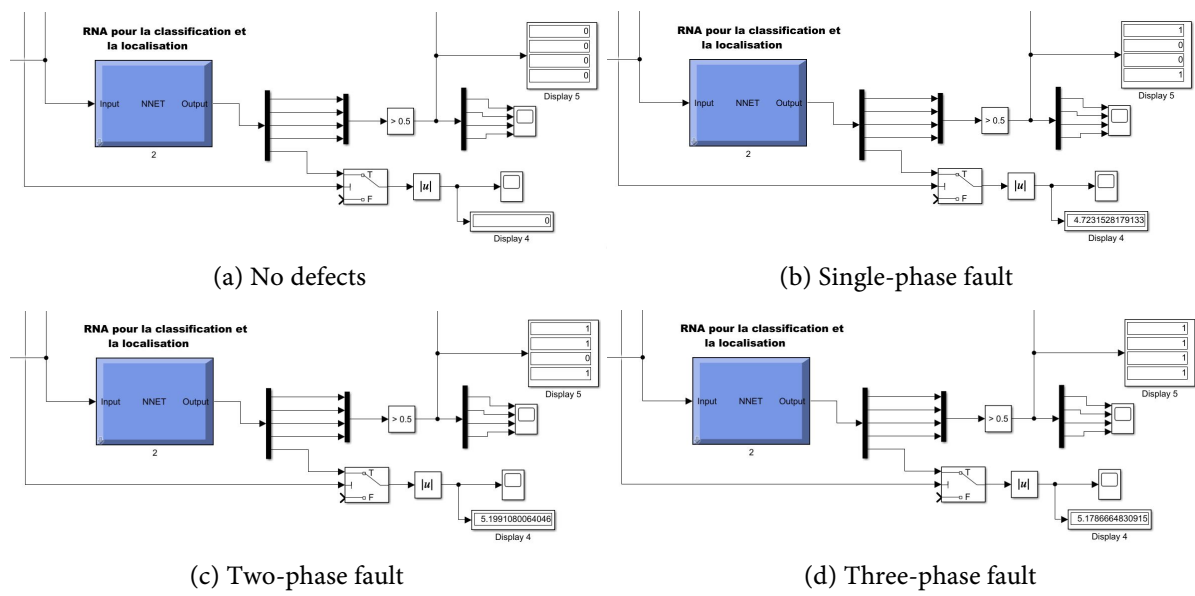 RNA pour la classification et
la localisation
0
0
0
0
Display 5
Input NNET Output
> 0.5
2
T
F
|u|
0
Display 4
(a) No defects
RNA pour la classification et
la localisation
1
0
0
1
Display 5
Input NNET Output
> 0.5
2
T
F
|u|
4.7231528179133
Display 4
(b) Single-phase fault
RNA pour la classification et
la localisation
1
1
0
1
Display 5
Input NNET Output
> 0.5
2
T
F
|u|
5.1991080064046
Display 4
(c) Two-phase fault
RNA pour la classification et
la localisation
1
1
1
1
Display 5
Input NNET Output
> 0.5
2
T
F
|u|
5.1786664830915
Display 4
(d) Three-phase fault